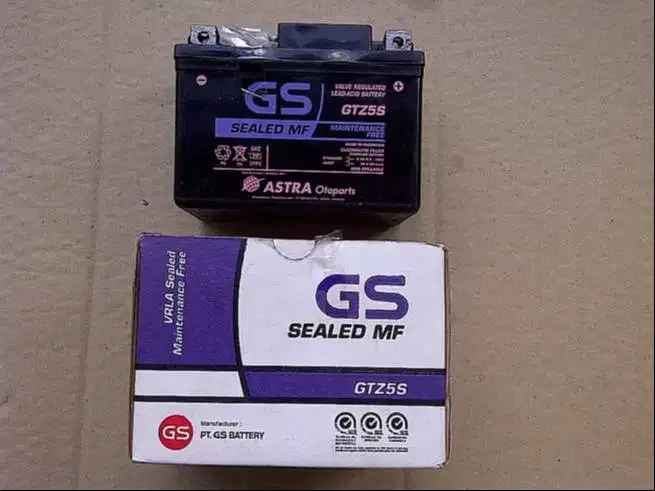 GS
VALVE REGULATED
LEAD-ACID BATTERY
GTZ5S
SEALED MF
MAINTENANCE
FREE
ASTRA Otoparts
VRLA Sealed
Maintenance Free
GS
SEALED MF
GTZ5S
GS
Manufacturer :
PT. GS BATTERY